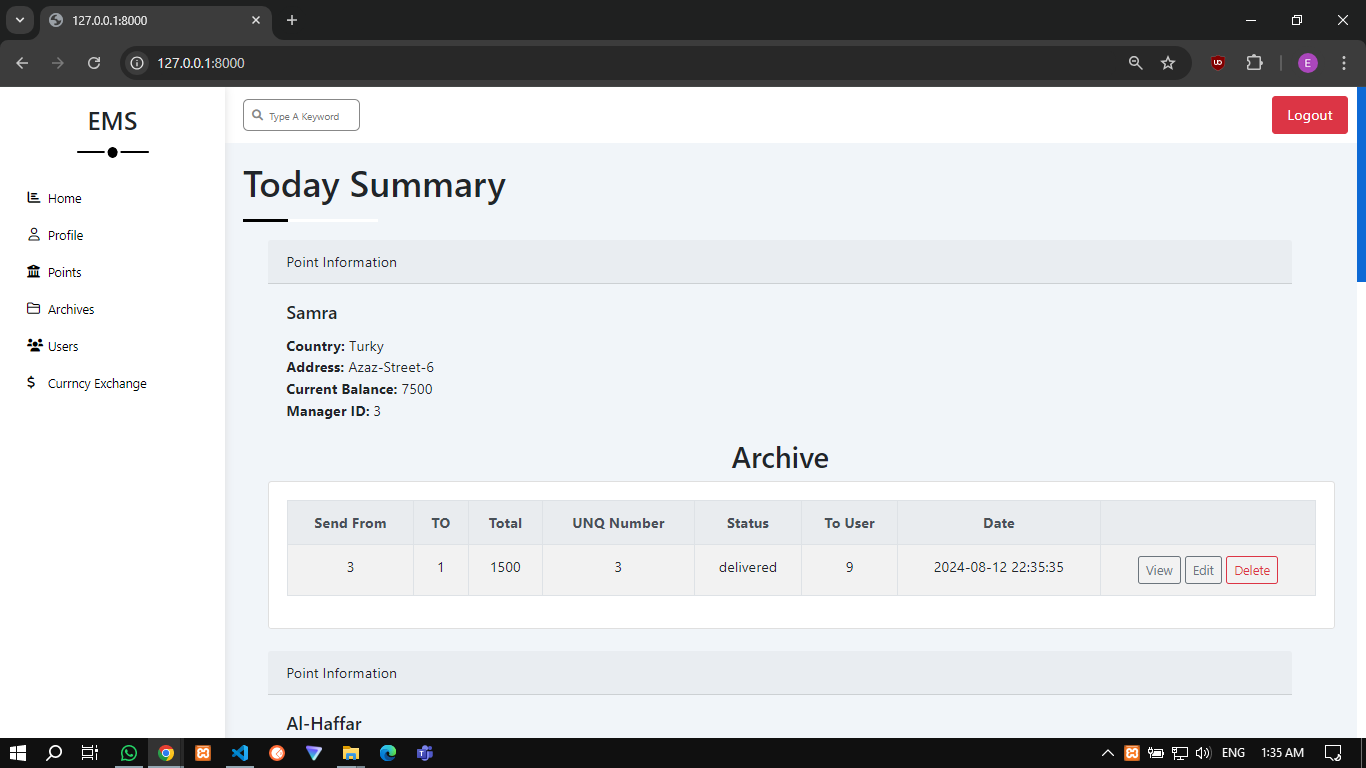 127.0.0.1:8000
127.0.0.1:8000
E
EMS
Type A Keyword
Logout
Home
Profile
Points
Archives
Users
Currncy Exchange
Today Summary
Point Information
Samra
Country: Turky
Address: Azaz-Street-6
Current Balance: 7500
Manager ID: 3
Archive
Send From TO Total UNQ Number Status To User Date
3 1 1500 3 delivered 9 2024-08-12 22:35:35 View Edit Delete
Point Information
Al-Haffar
ENG 1:35 AM